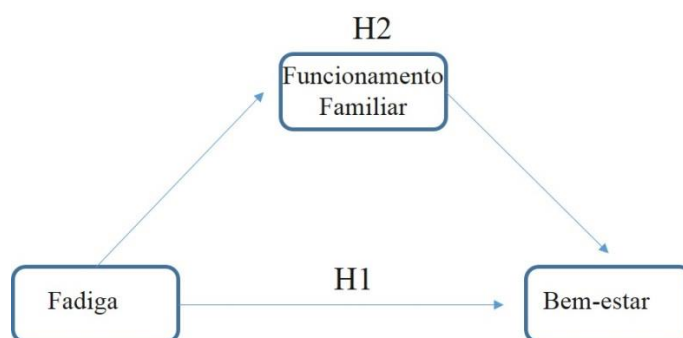 H2
Funcionamento
Familiar
H1
Fadiga
Bem-estar